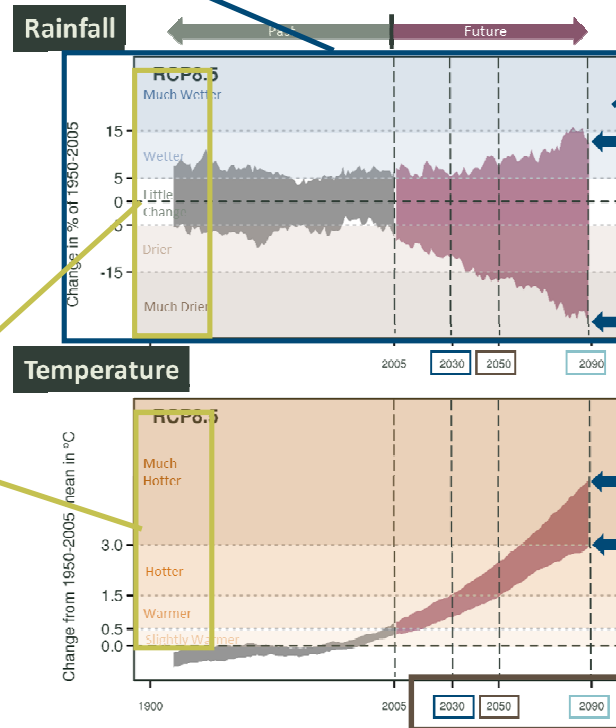 Rainfall
Past
Future
RCP8.5
Much Wetter
15
Wetter
5
Little
0
Change
5
Drier
-15
Much Drier
Change in % of 1950-2005
2005
2030
2050
2090
Temperature
RCP8.5
Much
Hotter
3.0
Hotter
1.5
Warmer
0.5
Slightly Warmer
0.0
Change from 1950-2005 mean in ºC
1900
2005
2030
2050
2090